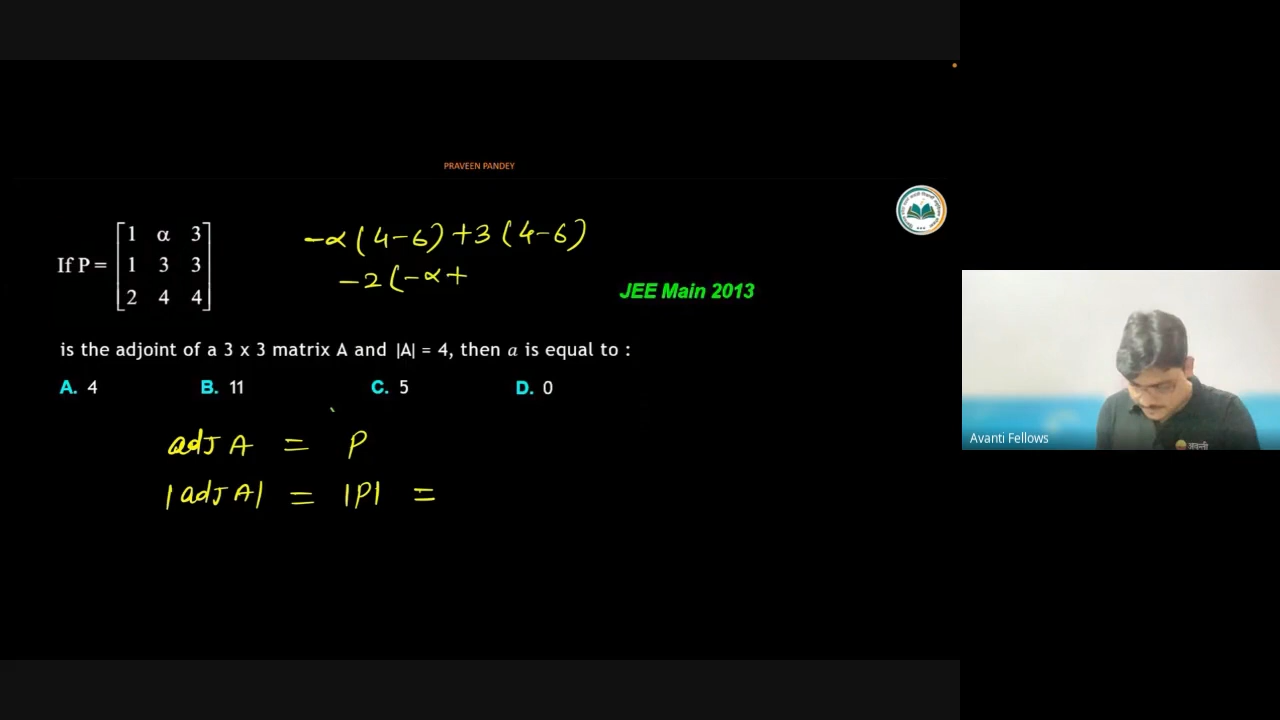 PRAVEEN PANDEY
If P = [1 α 3
1 3 3
2 4 4]
-α(4-6)+3(4-6)
-2(-α+
JEE Main 2013
is the adjoint of a 3 x 3 matrix A and |A| = 4, then a is equal to :
A. 4 B. 11 C. 5 D. 0
adj A = P
|adj A| = |P| =
Avanti Fellows
अवन्ती